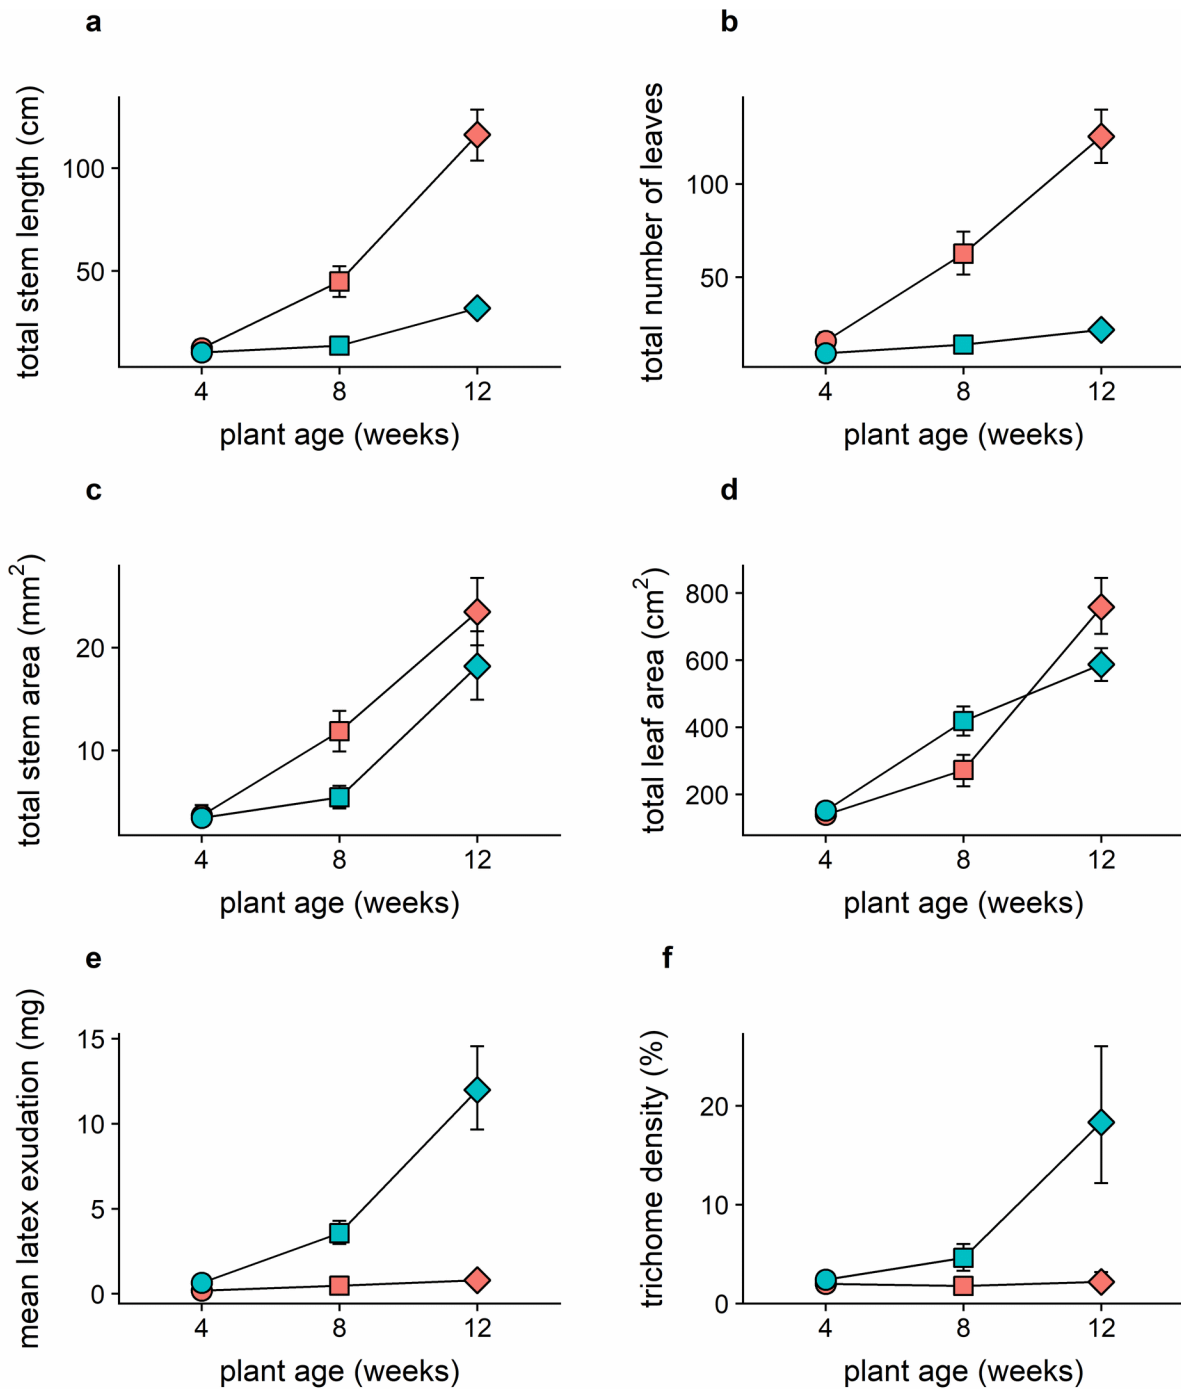 a
total stem length (cm)
100
50
4 8 12
plant age (weeks)
b
total number of leaves
100
50
4 8 12
plant age (weeks)
c
total stem area (mm²)
20
10
4 8 12
plant age (weeks)
d
total leaf area (cm²)
800
600
400
200
4 8 12
plant age (weeks)
e
mean latex exudation (mg)
15
10
5
0
4 8 12
plant age (weeks)
f
trichome density (%)
20
10
0
4 8 12
plant age (weeks)